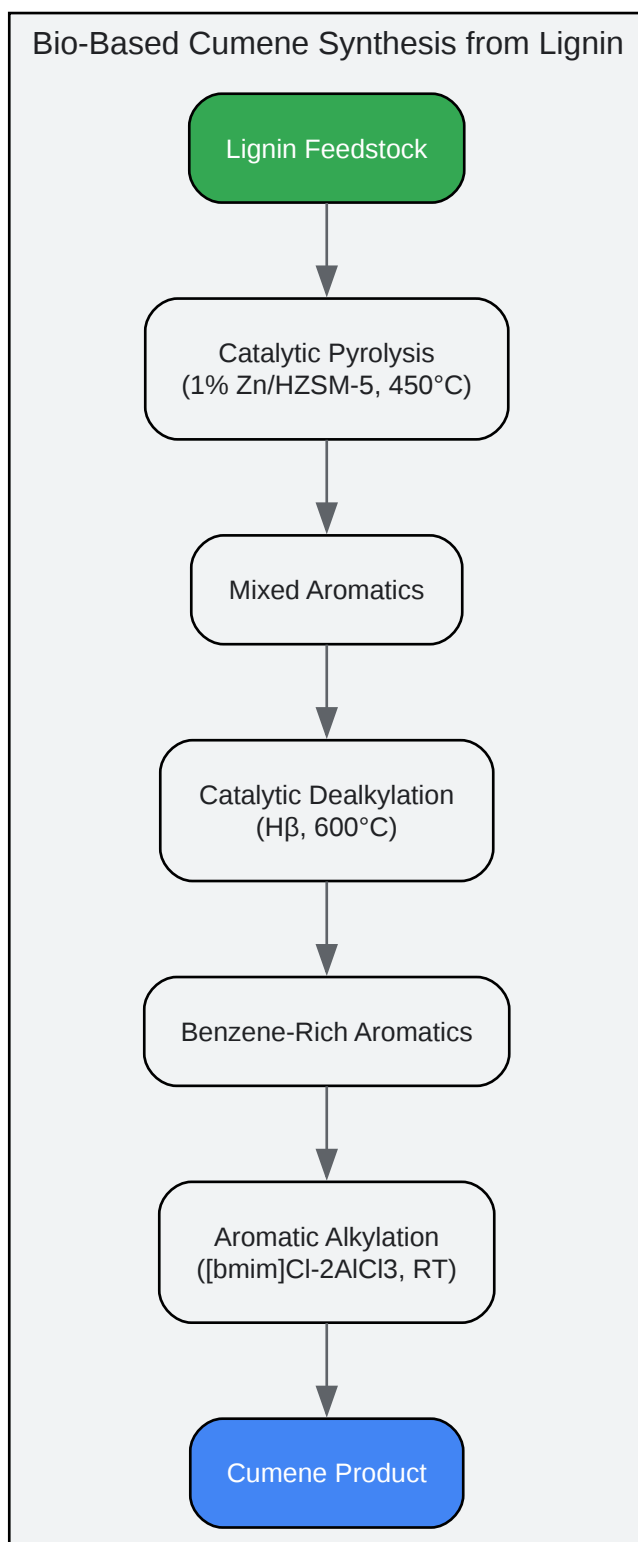 Bio-Based Cumene Synthesis from Lignin
Lignin Feedstock
Catalytic Pyrolysis
(1% Zn/HZSM-5, 450°C)
Mixed Aromatics
Catalytic Dealkylation
(Hβ, 600°C)
Benzene-Rich Aromatics
Aromatic Alkylation
([bmim]Cl-2AlCl3, RT)
Cumene Product